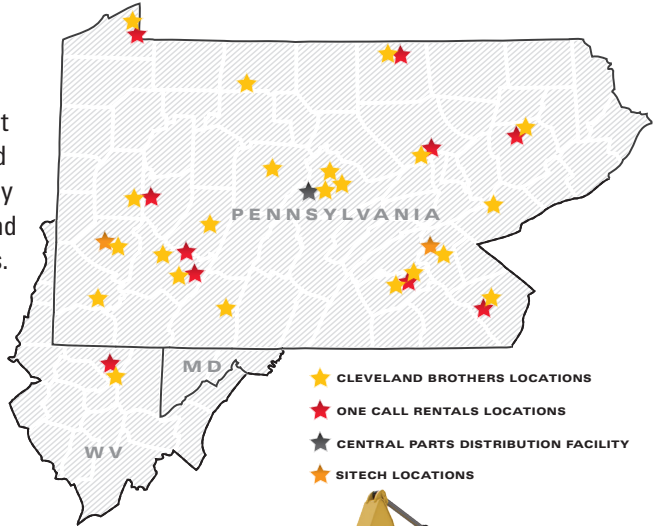 PENNSYLVANIA
MD
WV
CLEVELAND BROTHERS LOCATIONS
ONE CALL RENTALS LOCATIONS
CENTRAL PARTS DISTRIBUTION FACILITY
SITECH LOCATIONS